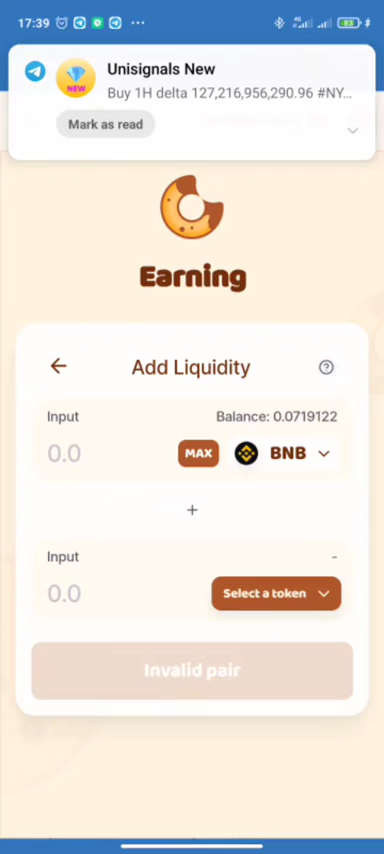 17:39
4G
83
Unisignals New
NEW
Buy 1H delta 127,216,956,290.96 #NY...
Mark as read
Earning
Add Liquidity
Input Balance: 0.0719122
0.0 MAX BNB
+
Input -
0.0 Select a token
Invalid pair